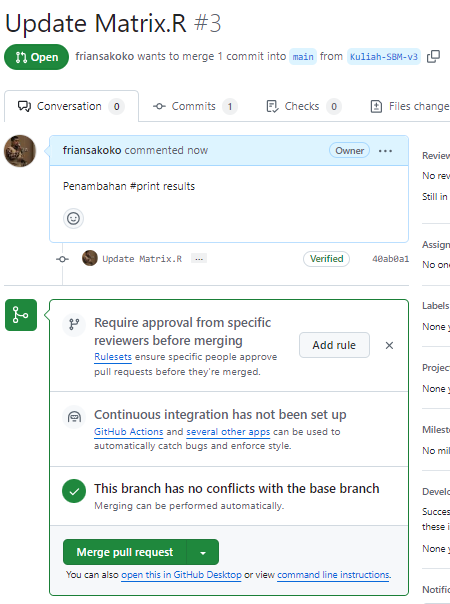 Update Matrix.R #3
Open friansakoko wants to merge 1 commit into main from Kuliah-SBM-v3
Conversation 0 Commits 1 Checks 0 Files change
friansakoko commented now Owner
Penambahan #print results
Update Matrix.R ... Verified 40ab0a1
Require approval from specific
reviewers before merging
Rulesets ensure specific people approve
pull requests before they're merged.
Add rule
Continuous integration has not been set up
GitHub Actions and several other apps can be used to
automatically catch bugs and enforce style.
This branch has no conflicts with the base branch
Merging can be performed automatically.
Merge pull request
You can also open this in GitHub Desktop or view command line instructions.
Review
No rev
Still in
Assign
No one
Labels
None y
Project
None y
Milest
No mil
Develo
Succes
these i
None y
Notific